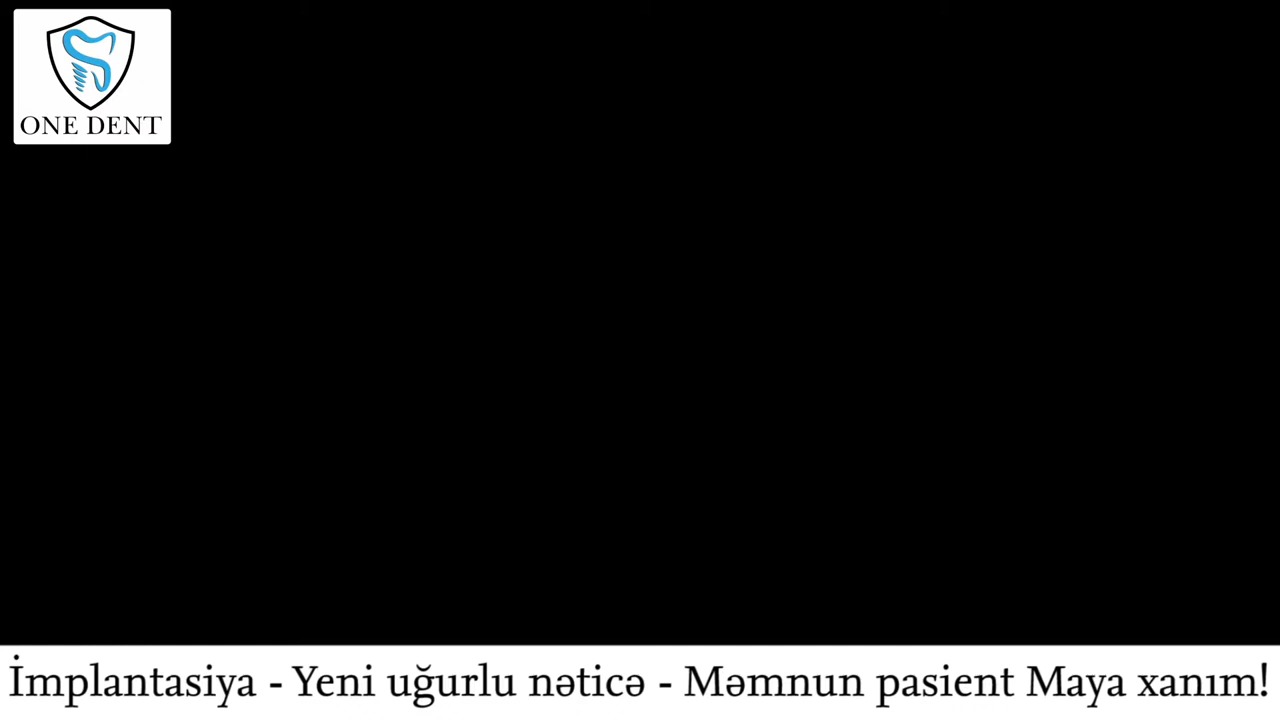 ONE DENT
İmplantasiya - Yeni uğurlu nəticə - Məmnun pasient Maya xanım!